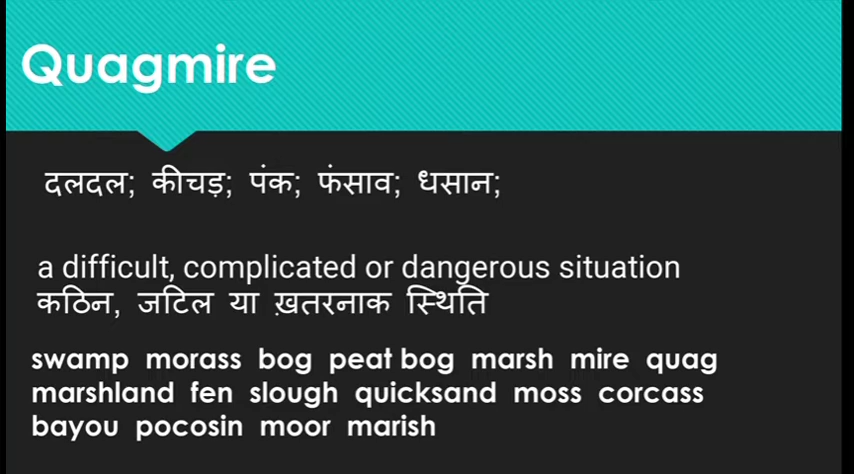 Quagmire
दलदल; कीचड़; पंक; फंसाव; धसान;
a difficult, complicated or dangerous situation
कठिन, जटिल या ख़तरनाक स्थिति
swamp morass bog peat bog marsh mire quag
marshland fen slough quicksand moss corcass
bayou pocosin moor marish